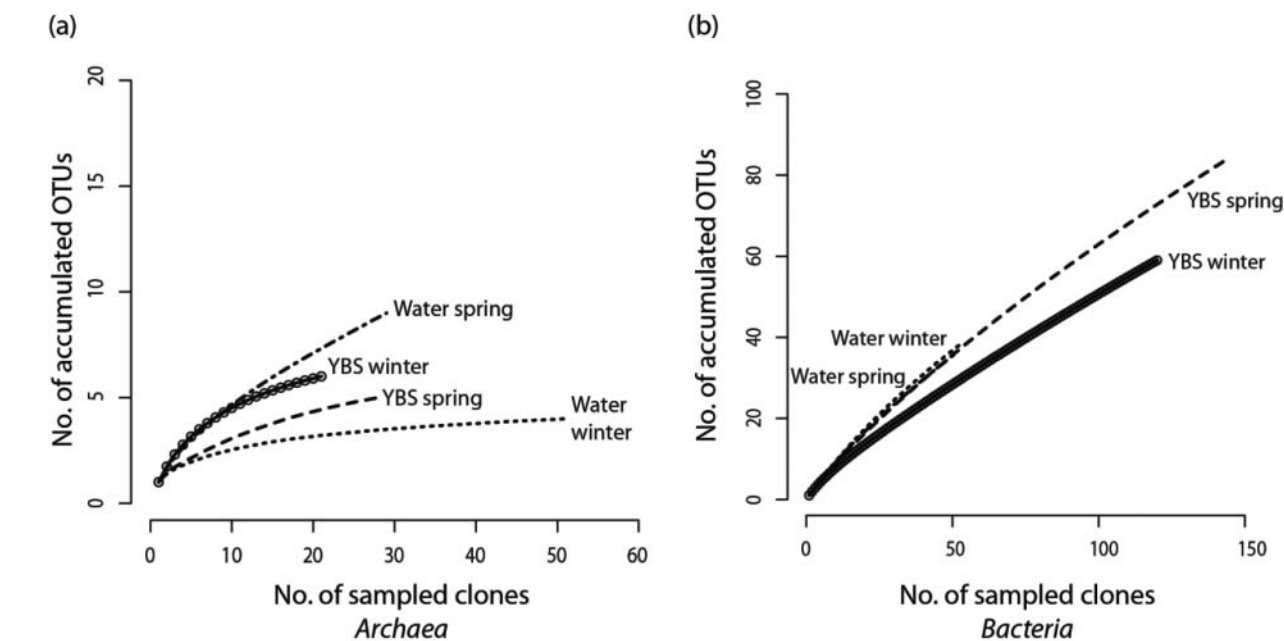 (a)
No. of accumulated OTUs
20
15
10
5
0
Water spring
YBS winter
YBS spring
Water
winter
0 10 20 30 40 50 60
No. of sampled clones
Archaea
(b)
No. of accumulated OTUs
100
80
60
40
20
0
YBS spring
YBS winter
Water winter
Water spring
0 50 100 150
No. of sampled clones
Bacteria